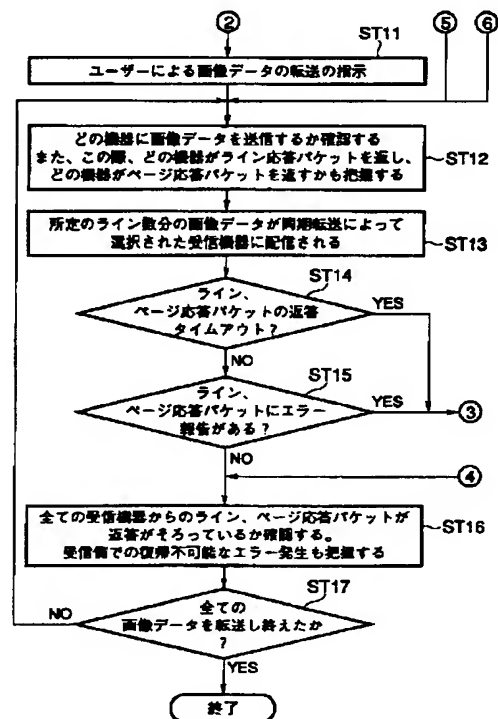 ②
ST11
⑤
⑥
ユーザーによる画像データの転送の指示
どの機器に画像データを送信するか確認する
また、この際、どの機器がライン応答パケットを返し、
どの機器がページ応答パケットを返すかも把握する
ST12
所定のライン数分の画像データが同期転送によって
選択された受信機器に配信される
ST13
ST14
ライン、
ページ応答パケットの返答
タイムアウト?
YES
NO
ST15
ライン、
ページ応答パケットにエラー
報告がある?
YES
③
NO
④
全ての受信機器からのライン、ページ応答パケットが
返答がそろっているか確認する。
受信側での復帰不可能なエラー発生も把握する
ST16
ST17
NO
全ての
画像データを転送し終えたか
?
YES
終了